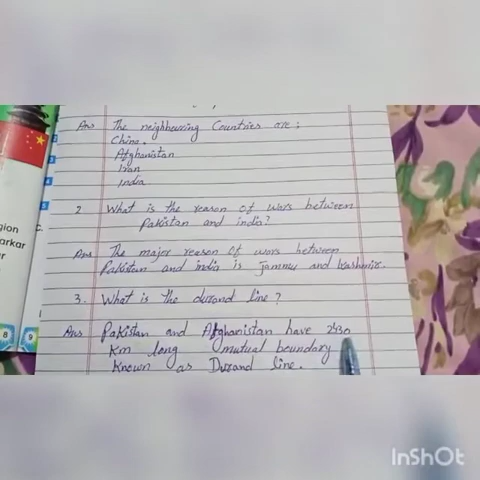 Ans The neighbouring Countries are;
China.
Afghanistan
Iran
India
2 What is the reason of wars between
Pakistan and india?
Ans The major reason of wars between
Pakistan and india is jammu and kashmir.
3. What is the durand line?
Ans Pakistan and Afghanistan have 2430
Km long mutual boundary
Known as Durand line.
gion
arkar
r
8
9
InShOt